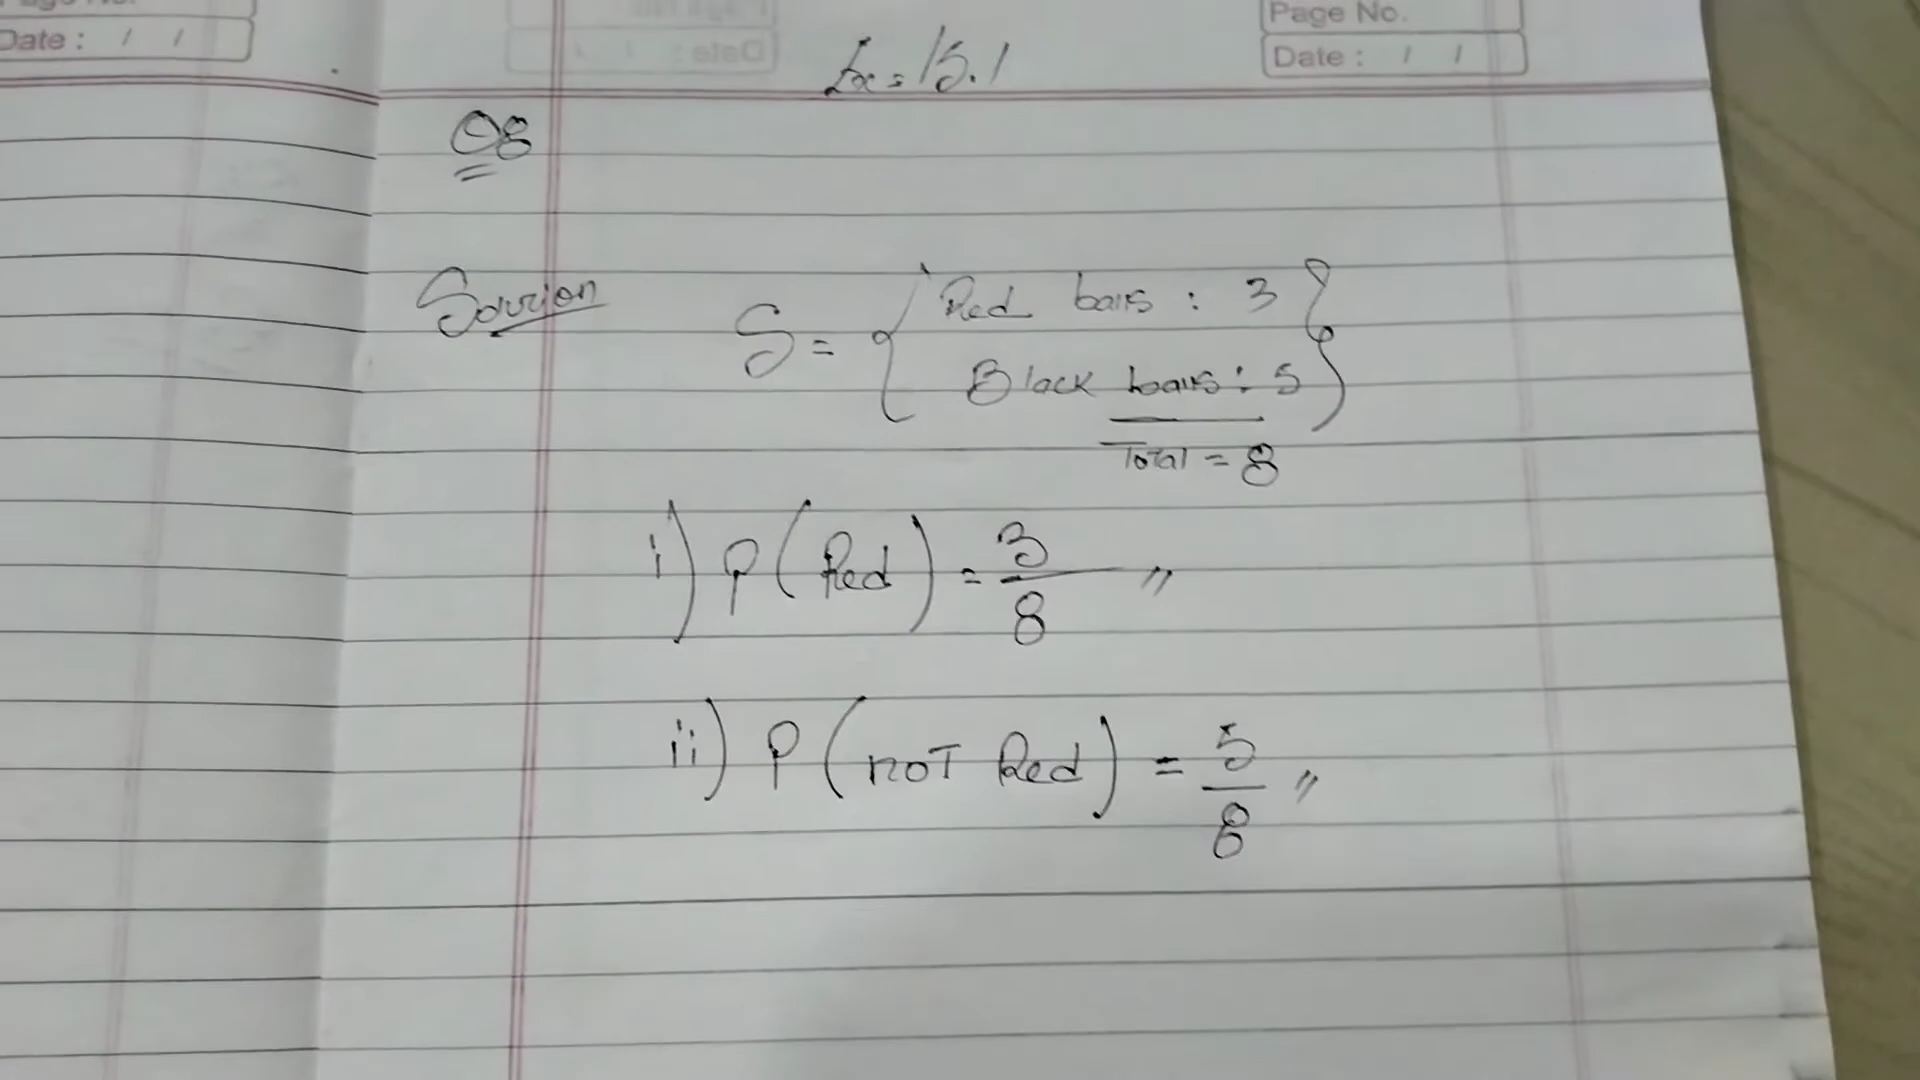 Page No.
Date : / /
Date : / /
Ex = 15.1
Q8
S = { Red balls : 3
Black balls : 5 }
Total = 8
i) P(Red) = 3/8 "
ii) P(noT Red) = 5/8 "